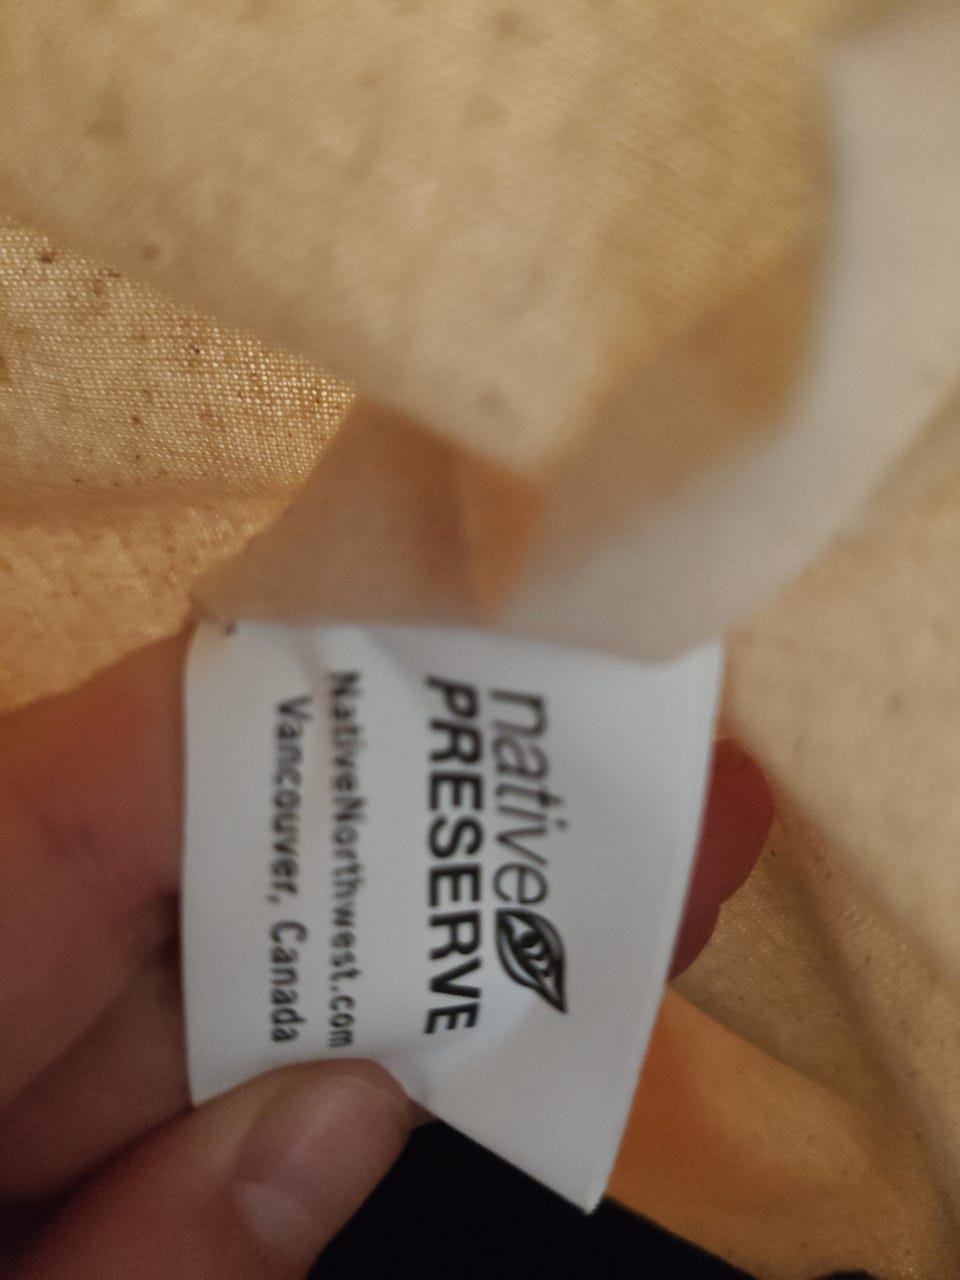 native
PRESERVE
NativeNorthwest.com
Vancouver, Canada